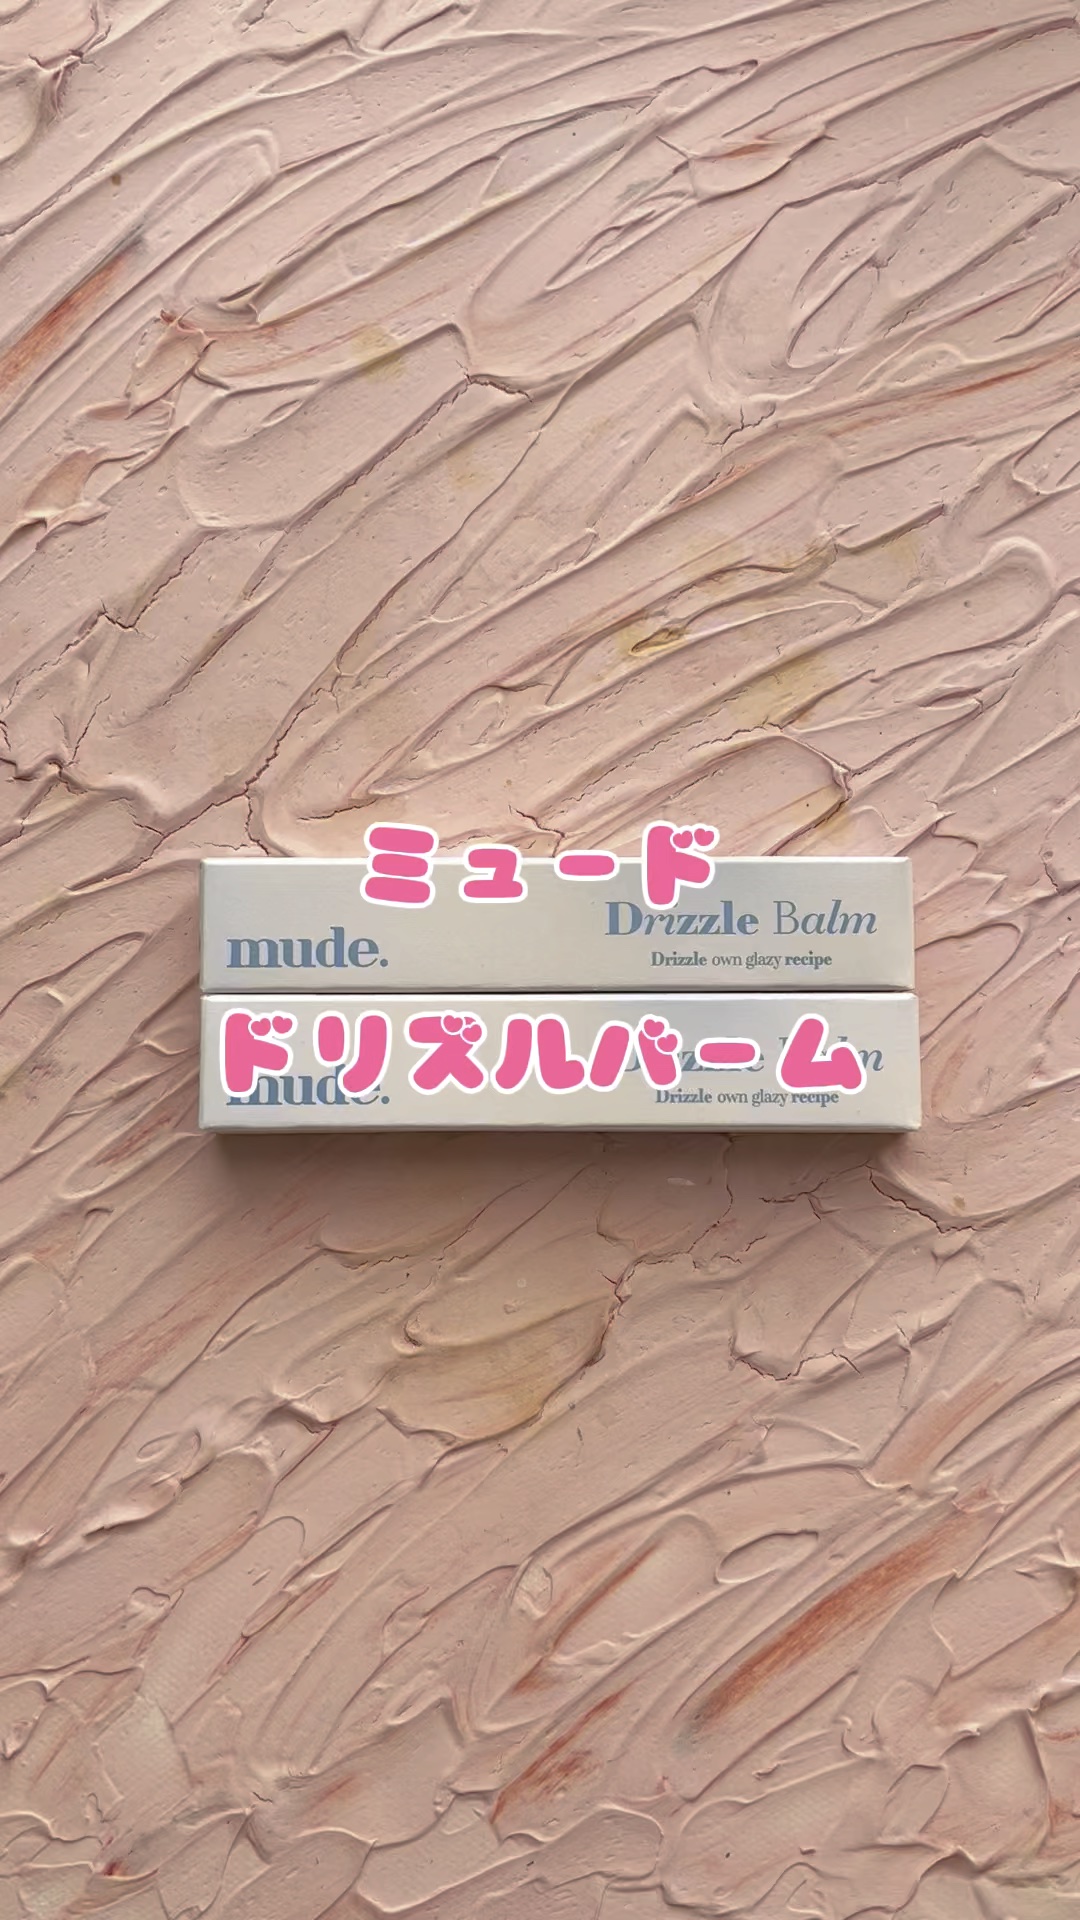 ミュード
mude.
Drizzle Balm
Drizzle own glazy recipe
ドリズルバーム
mude.
Drizzle own glazy recipe